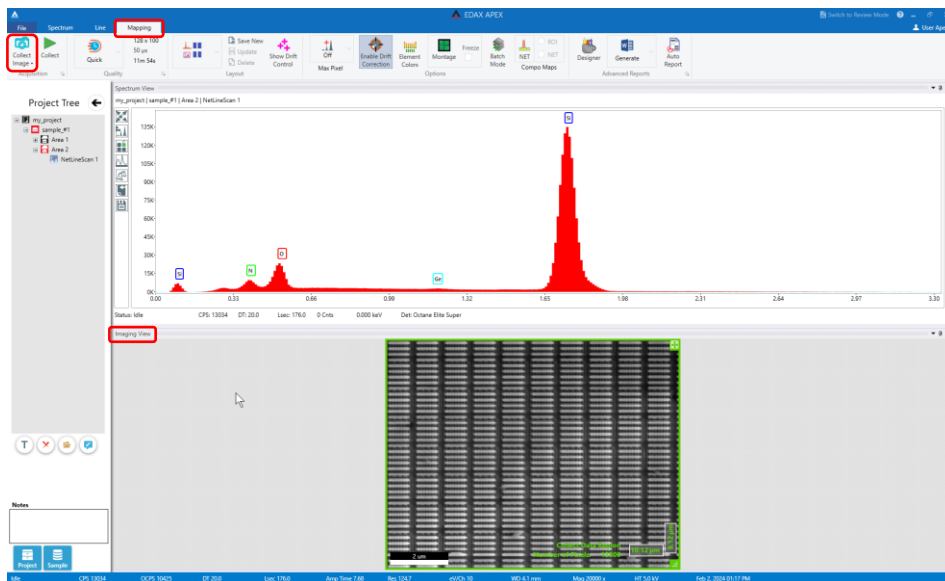 EDAX APEX
Switch to Review Mode
File Spectrum Line Mapping
User Apex
Collect Image
Collect
Acquisition
Quick
128 x 100
50 µs
11m 54s
Quality
Save New
Update
Delete
Layout
Show Drift Control
Off
Max Pixel
Enable Drift Correction
Element Colors
Montage
Freeze
Options
Batch Mode
NET
ROI
NET
Compo Maps
Designer
Generate
Advanced Reports
Auto Report
Project Tree
my_project
sample_#1
Area 1
Area 2
NetLineScan 1
Spectrum View
my_project | sample_#1 | Area 2 | NetLineScan 1
135K
120K
105K
90K
75K
60K
45K
30K
15K
0K
Si
N
O
Ge
Si
0.00 0.33 0.66 0.99 1.32 1.65 1.98 2.31 2.64 2.97 3.30
Status: Idle CPS: 13034 DT: 20.0 Lsec: 176.0 0 Cnts 0.000 keV Det: Octane Elite Super
Imaging View
2 um
10.12 µm
T
Notes
Project
Sample
Idle CPS 13034 OCPS 10425 DT 20.0 Lsec 176.0 Amp Time 7.68 Res 124.7 eV/Ch 10 WD 4.1 mm Mag 20000 x HT 5.0 kV Feb 2, 2024 01:17 PM